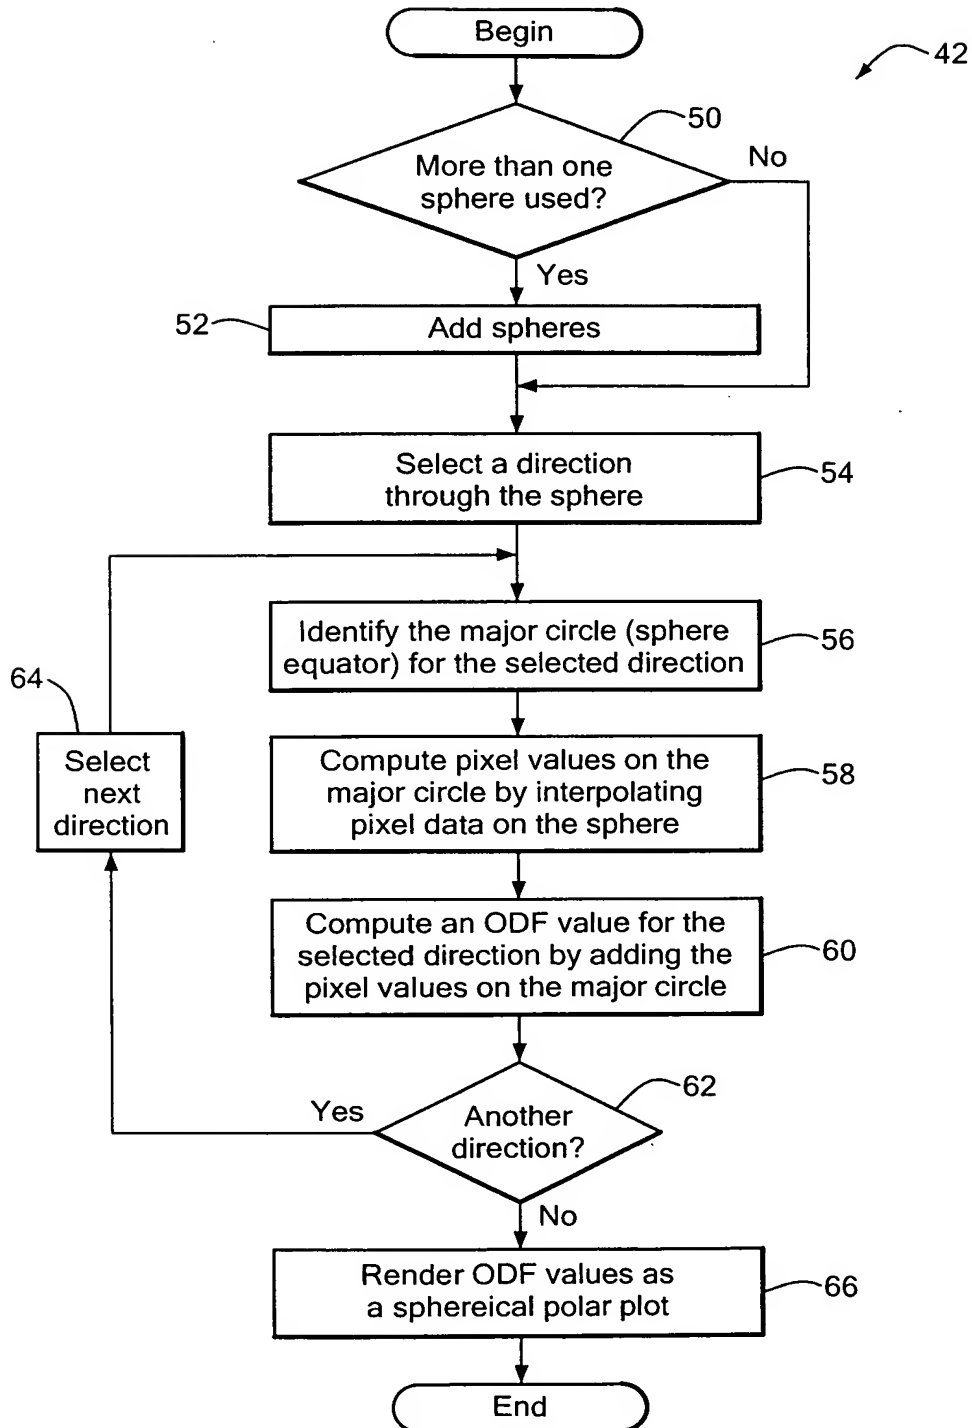 Begin
42
50
More than one
sphere used?
No
Yes
52
Add spheres
Select a direction
through the sphere
54
Identify the major circle (sphere
equator) for the selected direction
56
64
Select
next
direction
Compute pixel values on the
major circle by interpolating
pixel data on the sphere
58
Compute an ODF value for the
selected direction by adding the
pixel values on the major circle
60
62
Yes
Another
direction?
No
Render ODF values as
a sphereical polar plot
66
End